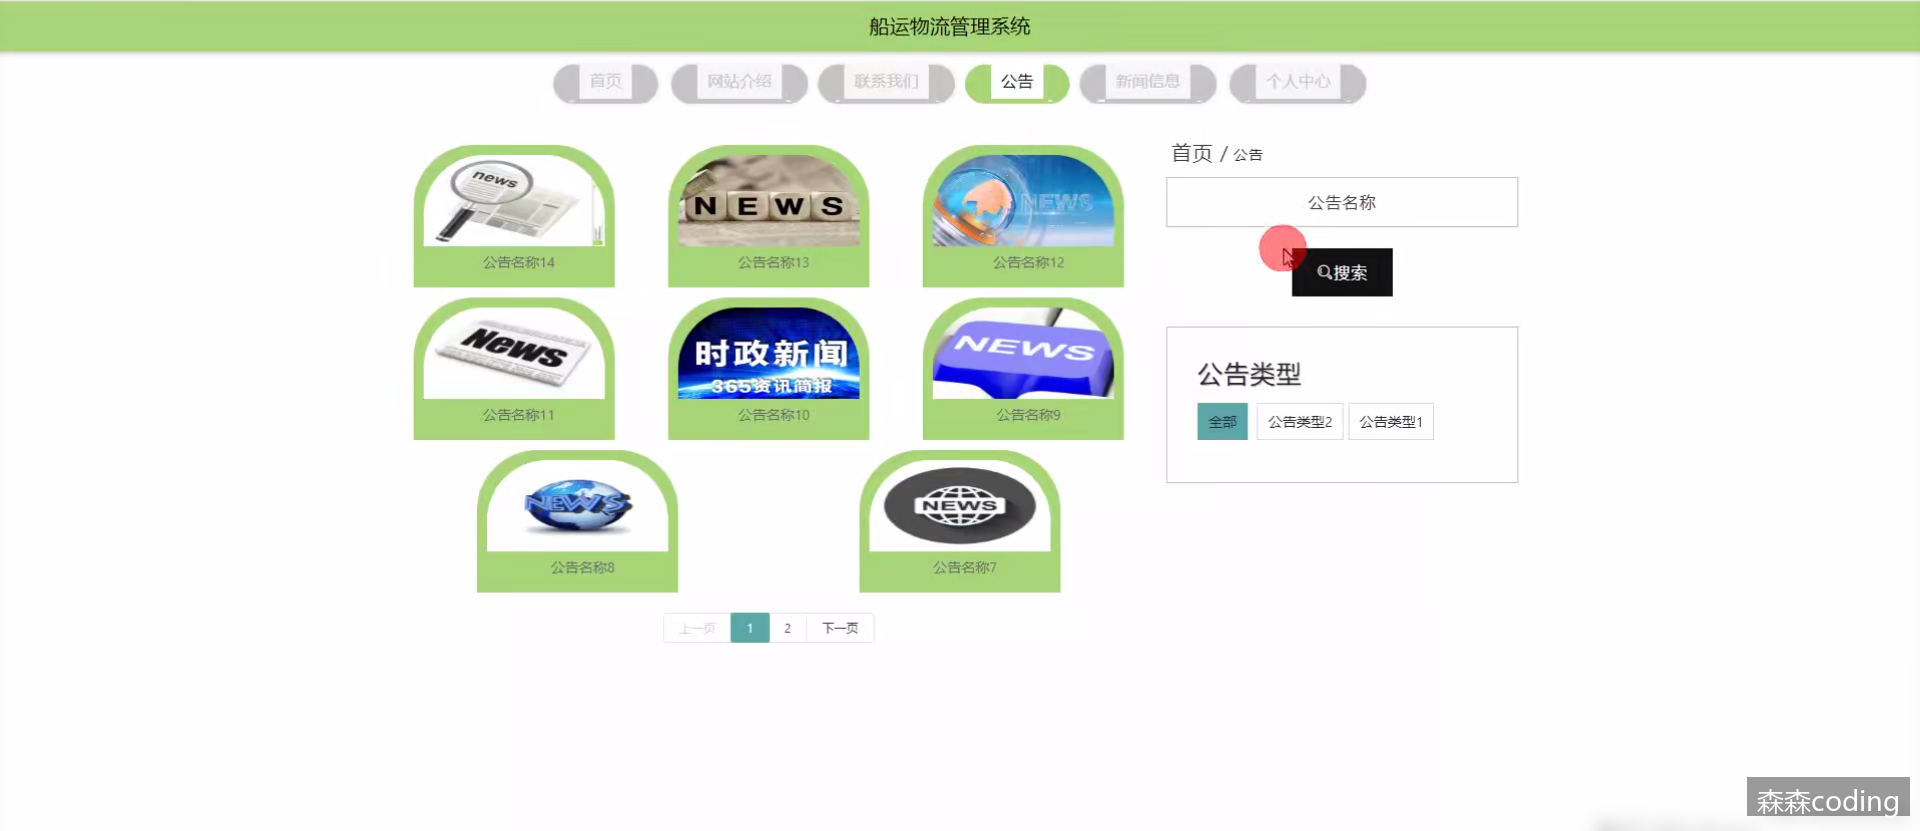 船运物流管理系统
首页
网站介绍
联系我们
公告
新闻信息
个人中心
首页 / 公告
公告名称
搜索
公告类型
全部
公告类型2
公告类型1
news
公告名称14
NEWS
公告名称13
NEWS
公告名称12
News
公告名称11
时政新闻
365资讯简报
公告名称10
NEWS
公告名称9
NEWS
公告名称8
NEWS
公告名称7
上一页
1
2
下一页
森森coding